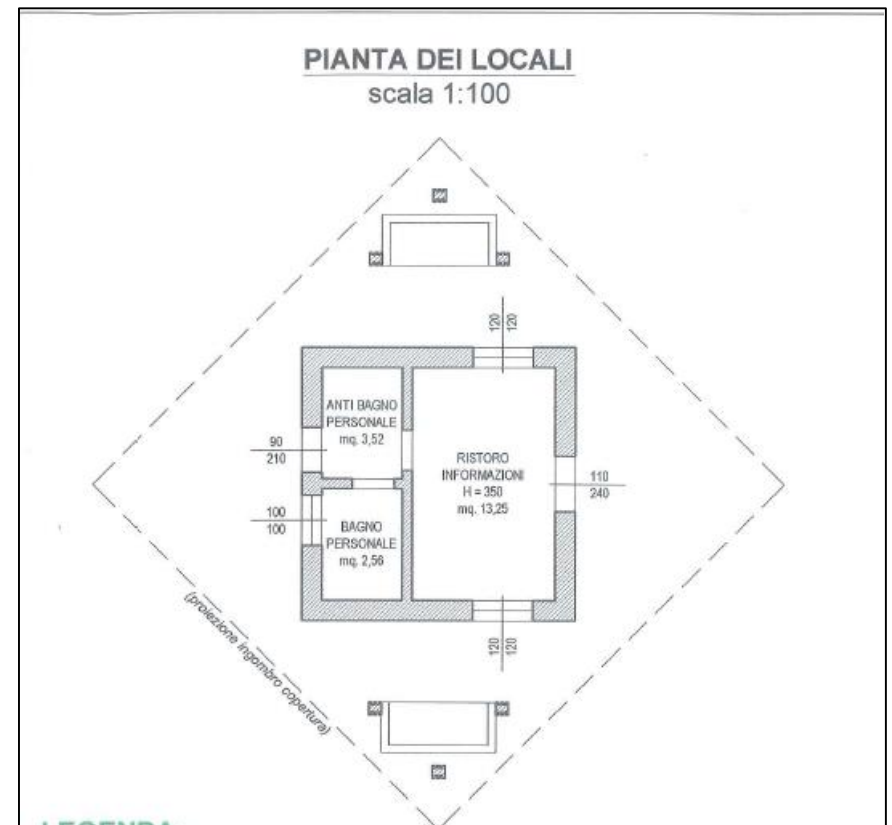 PIANTA DEI LOCALI
scala 1:100
120
120
ANTI BAGNO
PERSONALE
mq. 3,52
90
210
RISTORO
INFORMAZIONI
H = 350
mq. 13,25
110
240
100
100
BAGNO
PERSONALE
mq. 2,56
120
120
(proiezione ingombro copertura)
LEGENDA